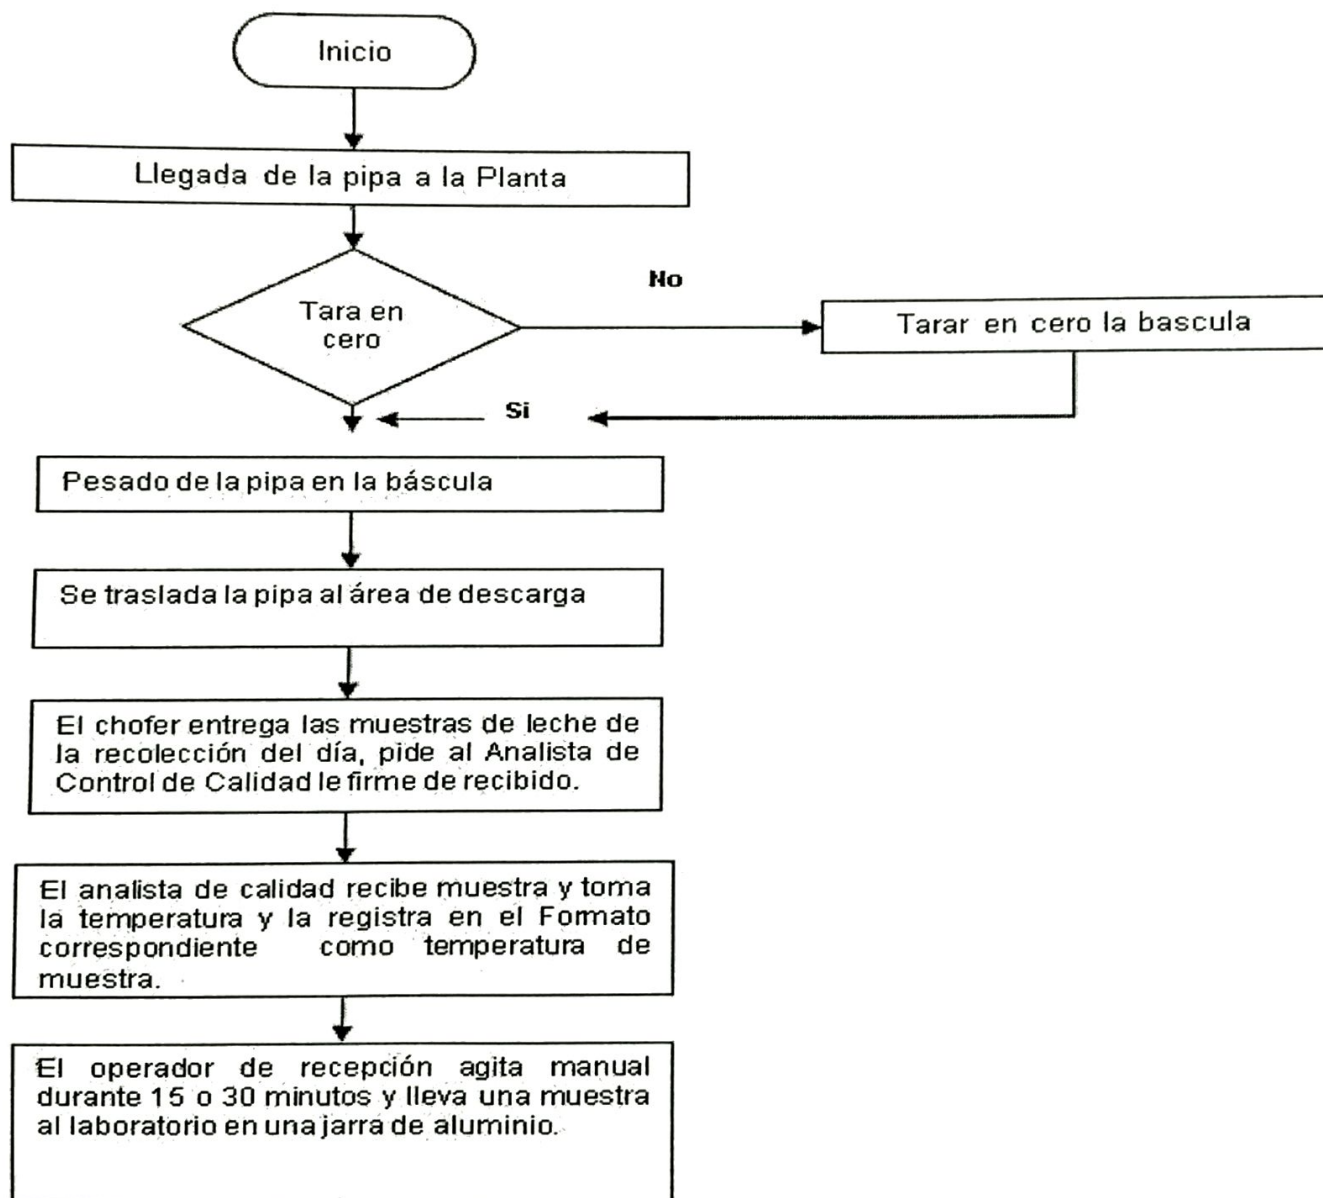 Inicio
Llegada de la pipa a la Planta
Tara en
cero
No
Tarar en cero la bascula
Si
Pesado de la pipa en la báscula
Se traslada la pipa al área de descarga
El chofer entrega las muestras de leche de
la recolección del día, pide al Analista de
Control de Calidad le firme de recibido.
El analista de calidad recibe muestra y toma
la temperatura y la registra en el Formato
correspondiente como temperatura de
muestra.
El operador de recepción agita manual
durante 15 o 30 minutos y lleva una muestra
al laboratorio en una jarra de aluminio.